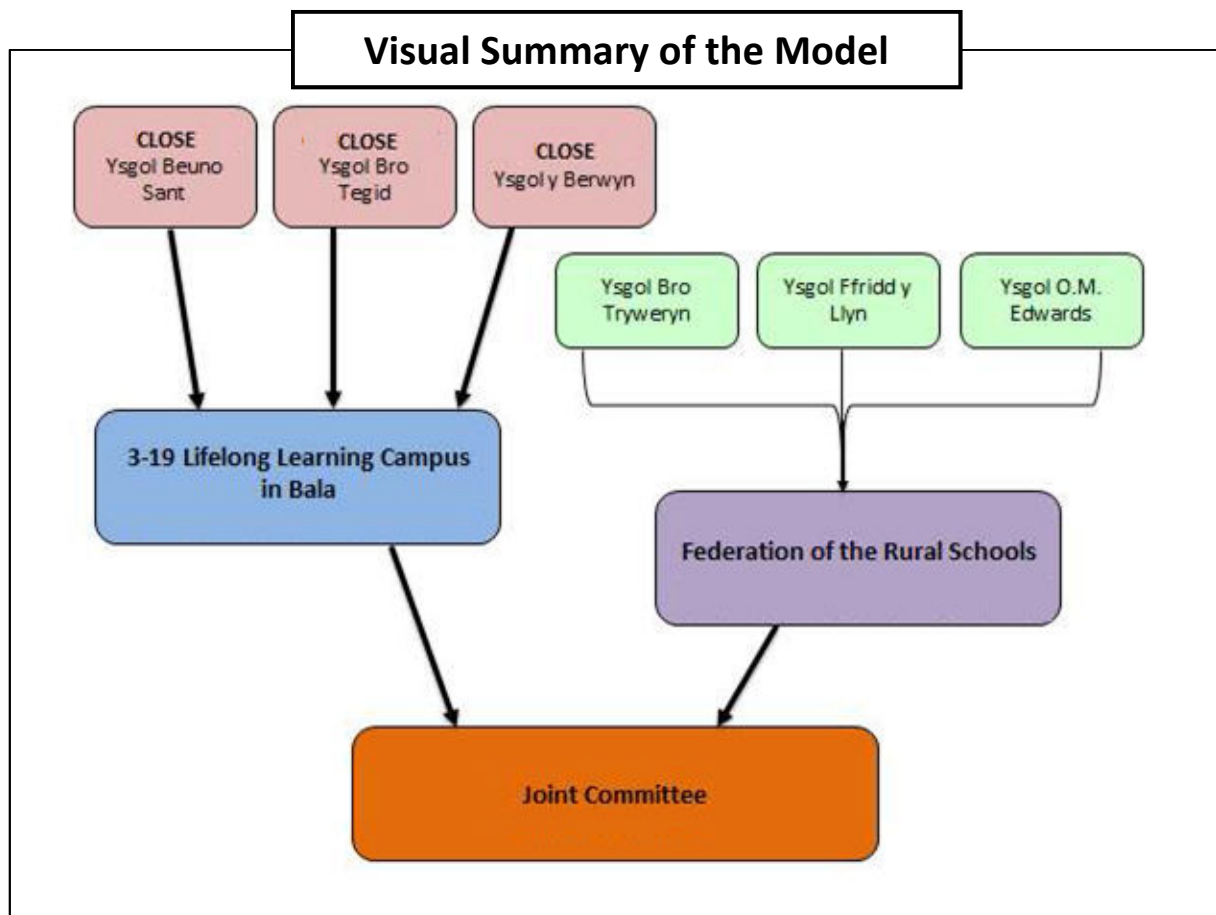 Visual Summary of the Model
CLOSE
Ysgol Beuno
Sant
CLOSE
Ysgol Bro
Tegid
CLOSE
Ysgol y Berwyn
Ysgol Bro
Tryweryn
Ysgol Ffridd y
Llyn
Ysgol O.M.
Edwards
3-19 Lifelong Learning Campus
in Bala
Federation of the Rural Schools
Joint Committee